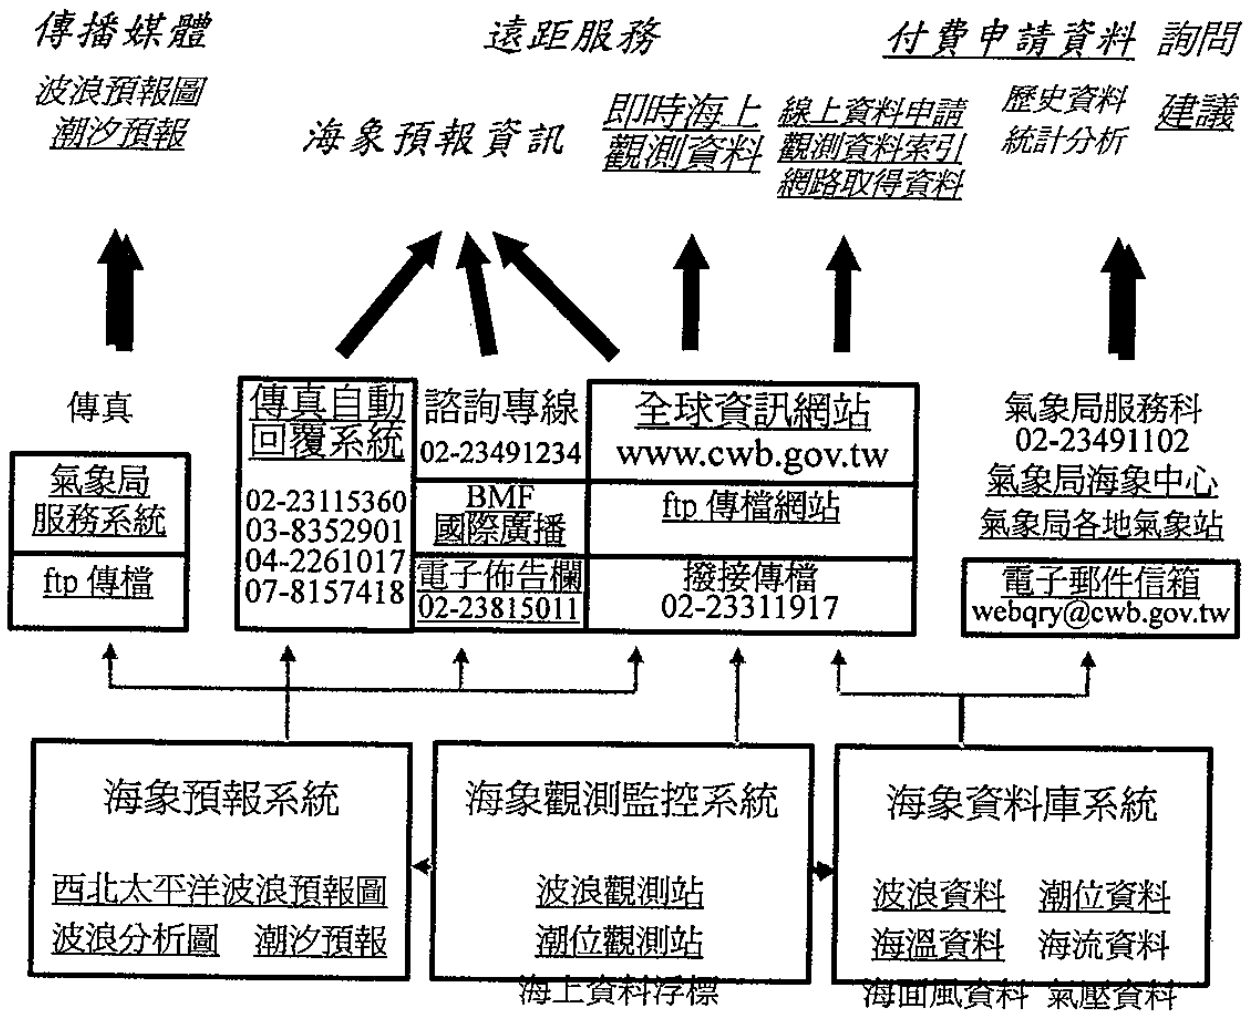 傳播媒體
波浪預報圖
潮汐預報
遠距服務
海象預報資訊
即時海上
觀測資料
線上資料申請
觀測資料索引
網路取得資料
付費申請資料
歷史資料
統計分析
詢問
建議
傳真
氣象局
服務系統
ftp 傳檔
傳真自動
回覆系統
02-23115360
03-8352901
04-2261017
07-8157418
諮詢專線
02-23491234
BMF
國際廣播
電子佈告欄
02-23815011
全球資訊網站
www.cwb.gov.tw
ftp 傳檔網站
撥接傳檔
02-23311917
氣象局服務科
02-23491102
氣象局海象中心
氣象局各地氣象站
電子郵件信箱
webqry@cwb.gov.tw
海象預報系統
西北太平洋波浪預報圖
波浪分析圖 潮汐預報
海象觀測監控系統
波浪觀測站
潮位觀測站
海上資料浮標
海象資料庫系統
波浪資料 潮位資料
海溫資料 海流資料
海面風資料 氣壓資料